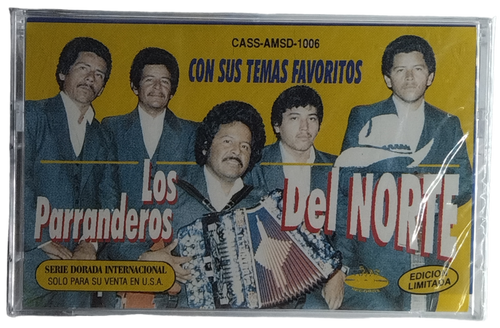 CASS-AMSD-1006
CON SUS TEMAS FAVORITOS
Los
Parranderos
Del NORTE
SERIE DORADA INTERNACIONAL
SOLO PARA SU VENTA EN U.S.A.
EDICION
LIMITADA